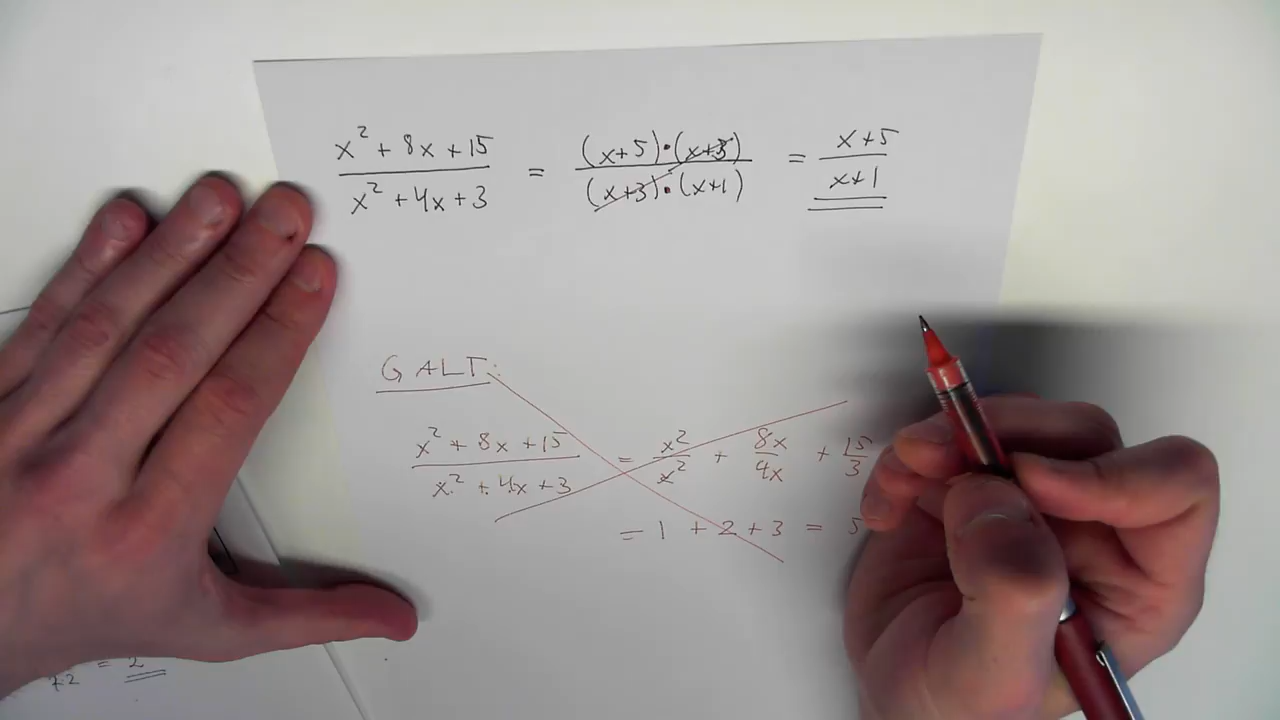 x² + 8x + 15 / x² + 4x + 3 = (x+5)·(x+3) / (x+3)·(x+1) = x+5 / x+1
GALT:
x² + 8x + 15 / x² + 4x + 3 = x²/x² + 8x/4x + 15/3
= 1 + 2 + 3 = 5
= 2